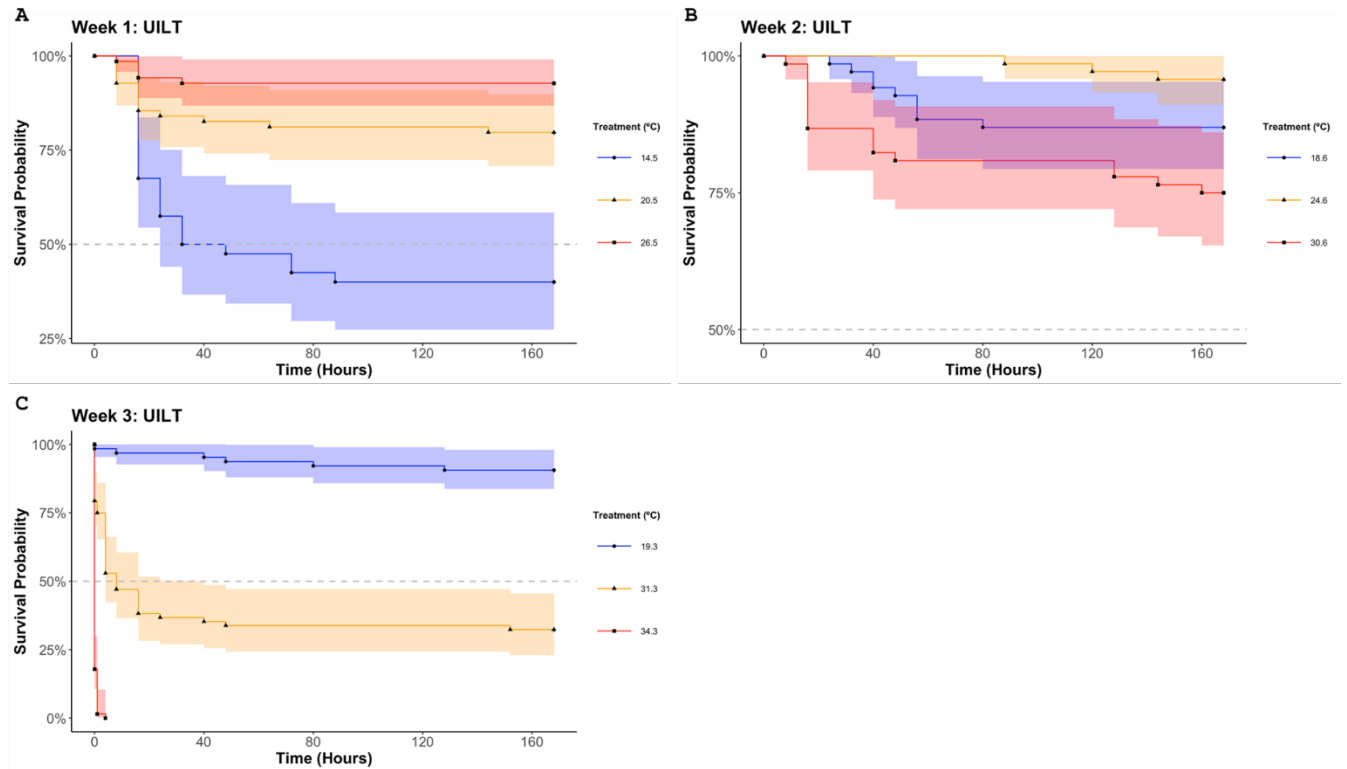 A
Week 1: UILT
100%
75%
50%
25%
Survival Probability
0
40
80
120
160
Time (Hours)
Treatment (ºC)
14.5
20.5
26.5
B
Week 2: UILT
100%
75%
50%
Survival Probability
0
40
80
120
160
Time (Hours)
Treatment (ºC)
18.6
24.6
30.6
C
Week 3: UILT
100%
75%
50%
25%
0%
Survival Probability
0
40
80
120
160
Time (Hours)
Treatment (ºC)
19.3
31.3
34.3